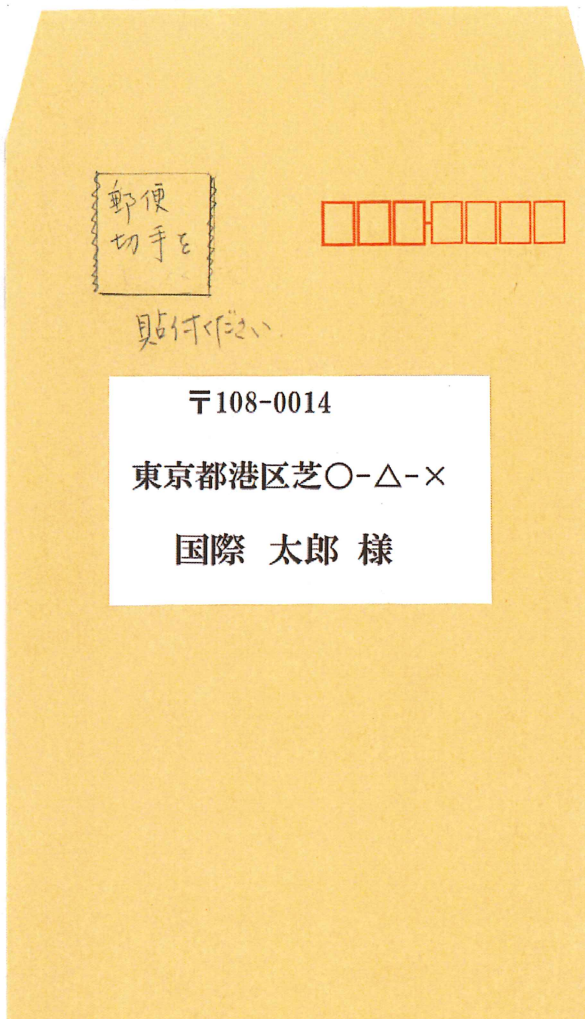 郵便
切手を
貼付ください.
〒108-0014
東京都港区芝○-△-×
国際 太郎 様